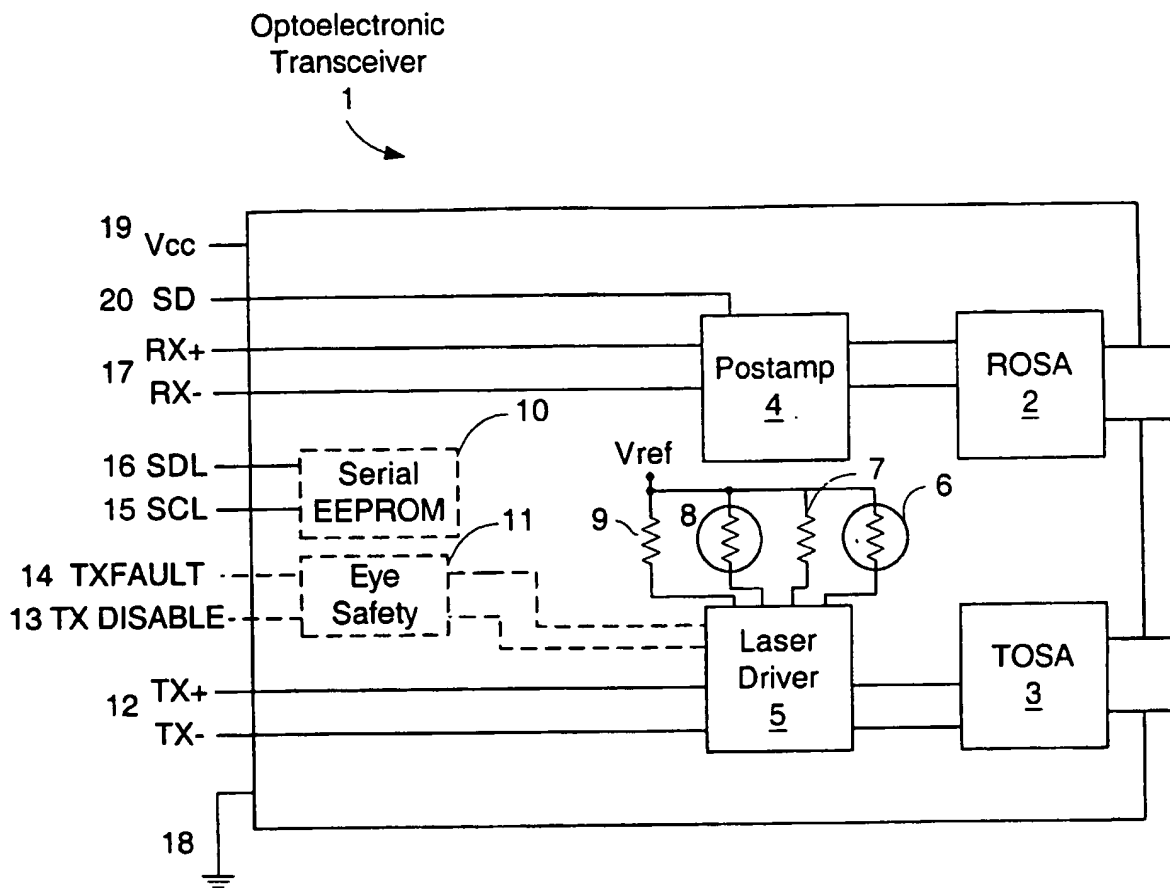 Optoelectronic
Transceiver
1
19 Vcc
20 SD
RX+
17
RX-
Postamp
4
ROSA
2
10
16 SDL
15 SCL
Serial
EEPROM
Vref
7
6
9
8
11
14 TXFAULT
13 TX DISABLE
Eye
Safety
Laser
Driver
5
TOSA
3
12 TX+
TX-
18